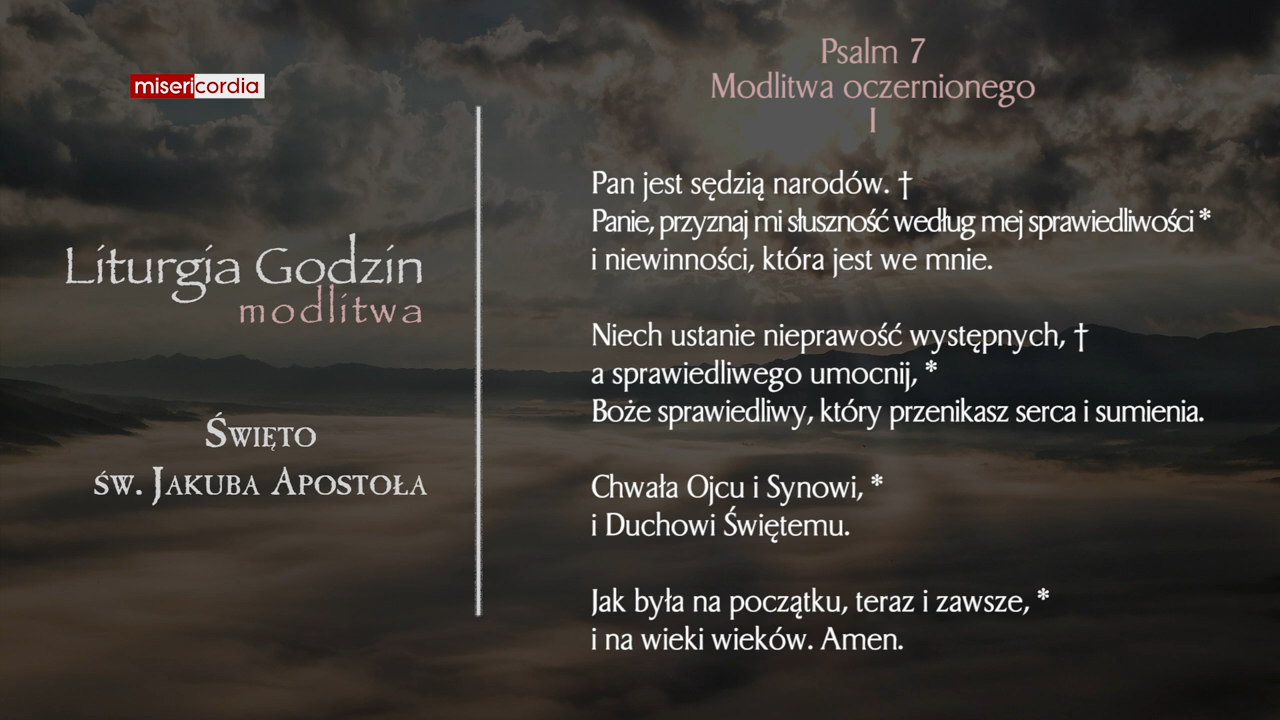 misericordia
Liturgia Godzin
modlitwa
Święto
św. Jakuba Apostoła
Psalm 7
Modlitwa oczernionego
I
Pan jest sędzią narodów. †
Panie, przyznaj mi słuszność według mej sprawiedliwości *
i niewinności, która jest we mnie.
Niech ustanie nieprawość występnych, †
a sprawiedliwego umocnij, *
Boże sprawiedliwy, który przenikasz serca i sumienia.
Chwała Ojcu i Synowi, *
i Duchowi Świętemu.
Jak była na początku, teraz i zawsze, *
i na wieki wieków. Amen.